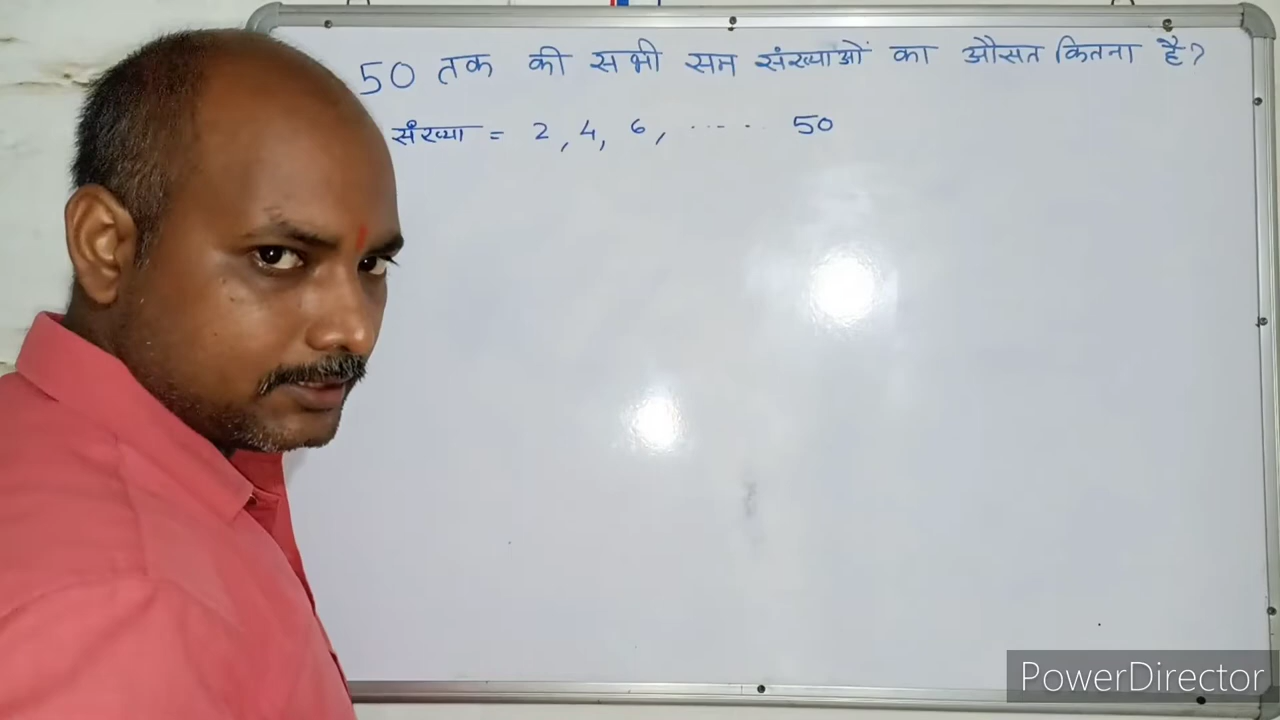 50 तक की सभी सम संख्याओं का औसत कितना है?
संख्या = 2, 4, 6, ..... 50
PowerDirector